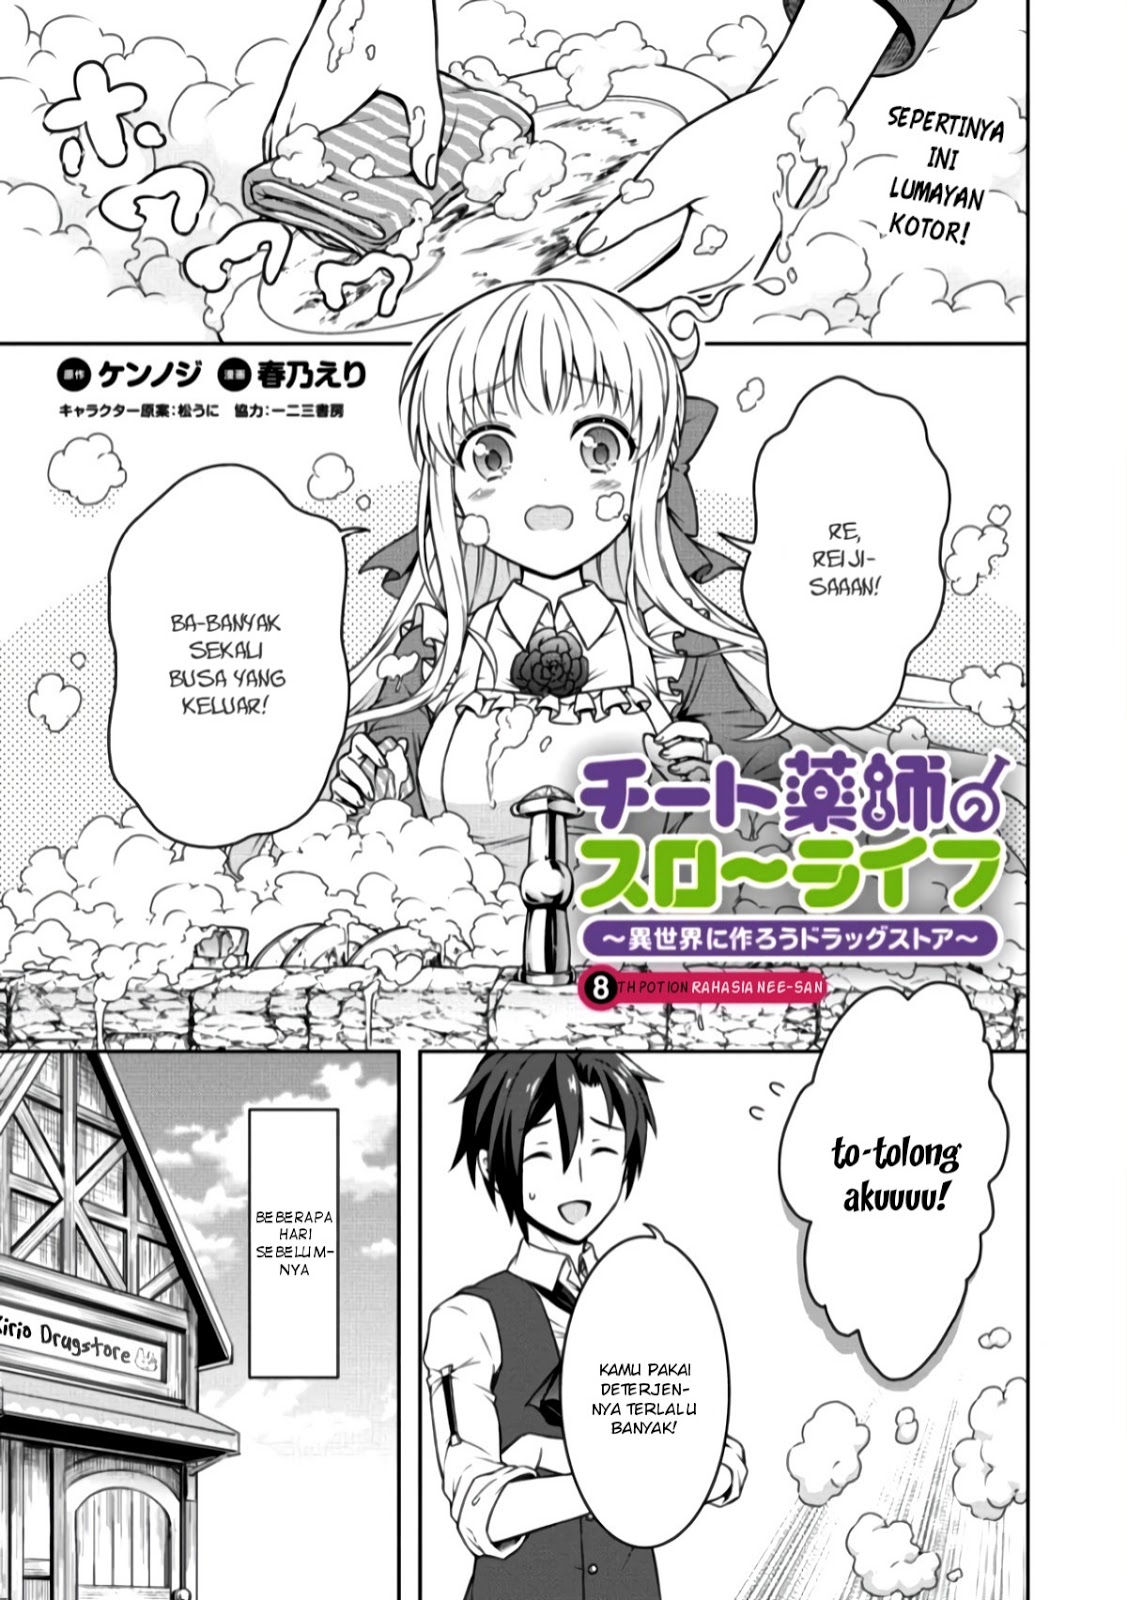 ホワワワ
SEPERTINYA
INI
LUMAYAN
KOTOR!
原作 ケンノジ 漫画 春乃えり
キャラクター原案：松うに 協力：一二三書房
RE,
REIJI-
SAAAN!
BA-BANYAK
SEKALI
BUSA YANG
KELUAR!
チート薬師の
スローライフ
～異世界に作ろうドラッグストア～
8TH POTION RAHASIA NEE-SAN
to-tolong
akuuuu!
KAMU PAKAI
DETERJEN-
NYA TERLALU
BANYAK!
BEBERAPA
HARI
SEBELUM-
NYA
Kirio Drugstore